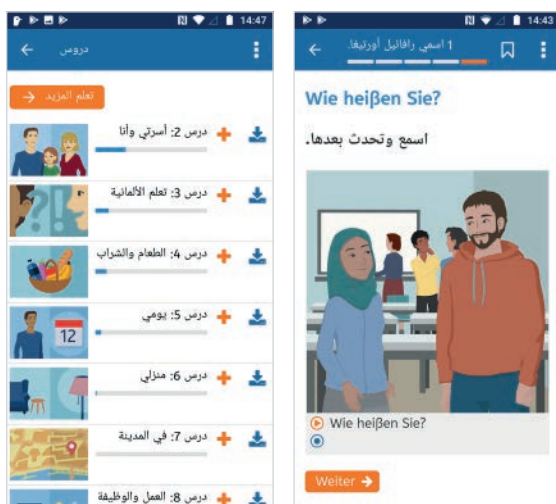 14:47
دروس
تعلم المزيد
درس 2: أسرتي وأنا
درس 3: تعلم الألمانية
درس 4: الطعام والشراب
درس 5: يومي
12
درس 6: منزلي
درس 7: في المدينة
درس 8: العمل والوظيفة
14:43
1 اسمي رافائيل أورتيغا.
Wie heißen Sie?
اسمع وتحدث بعدها.
Wie heißen Sie?
Weiter